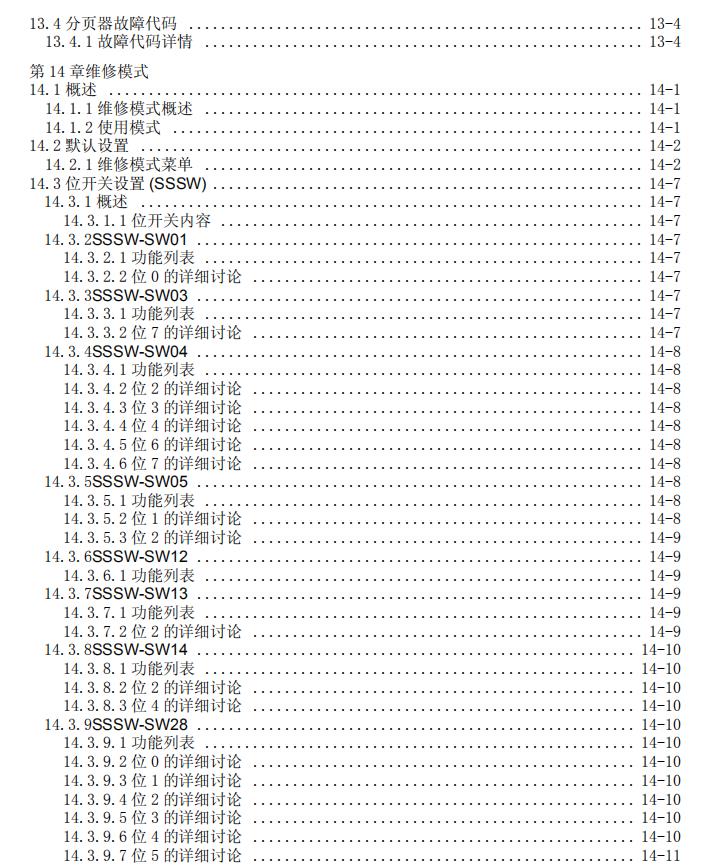 13.4 分页器故障代码 ........................................ 13-4
13.4.1 故障代码详情 ........................................ 13-4
第 14 章维修模式
14.1 概述 ........................................ 14-1
14.1.1 维修模式概述 ........................................ 14-1
14.1.2 使用模式 ........................................ 14-1
14.2 默认设置 ........................................ 14-2
14.2.1 维修模式菜单 ........................................ 14-2
14.3 位开关设置 (SSSW) ........................................ 14-7
14.3.1 概述 ........................................ 14-7
14.3.1.1 位开关内容 ........................................ 14-7
14.3.2SSSW-SW01 ........................................ 14-7
14.3.2.1 功能列表 ........................................ 14-7
14.3.2.2 位 0 的详细讨论 ........................................ 14-7
14.3.3SSSW-SW03 ........................................ 14-7
14.3.3.1 功能列表 ........................................ 14-7
14.3.3.2 位 7 的详细讨论 ........................................ 14-7
14.3.4SSSW-SW04 ........................................ 14-8
14.3.4.1 功能列表 ........................................ 14-8
14.3.4.2 位 2 的详细讨论 ........................................ 14-8
14.3.4.3 位 3 的详细讨论 ........................................ 14-8
14.3.4.4 位 4 的详细讨论 ........................................ 14-8
14.3.4.5 位 6 的详细讨论 ........................................ 14-8
14.3.4.6 位 7 的详细讨论 ........................................ 14-8
14.3.5SSSW-SW05 ........................................ 14-8
14.3.5.1 功能列表 ........................................ 14-8
14.3.5.2 位 1 的详细讨论 ........................................ 14-8
14.3.5.3 位 2 的详细讨论 ........................................ 14-9
14.3.6SSSW-SW12 ........................................ 14-9
14.3.6.1 功能列表 ........................................ 14-9
14.3.7SSSW-SW13 ........................................ 14-9
14.3.7.1 功能列表 ........................................ 14-9
14.3.7.2 位 2 的详细讨论 ........................................ 14-9
14.3.8SSSW-SW14 ........................................ 14-10
14.3.8.1 功能列表 ........................................ 14-10
14.3.8.2 位 2 的详细讨论 ........................................ 14-10
14.3.8.3 位 4 的详细讨论 ........................................ 14-10
14.3.9SSSW-SW28 ........................................ 14-10
14.3.9.1 功能列表 ........................................ 14-10
14.3.9.2 位 0 的详细讨论 ........................................ 14-10
14.3.9.3 位 1 的详细讨论 ........................................ 14-10
14.3.9.4 位 2 的详细讨论 ........................................ 14-10
14.3.9.5 位 3 的详细讨论 ........................................ 14-10
14.3.9.6 位 4 的详细讨论 ........................................ 14-10
14.3.9.7 位 5 的详细讨论 ........................................ 14-11